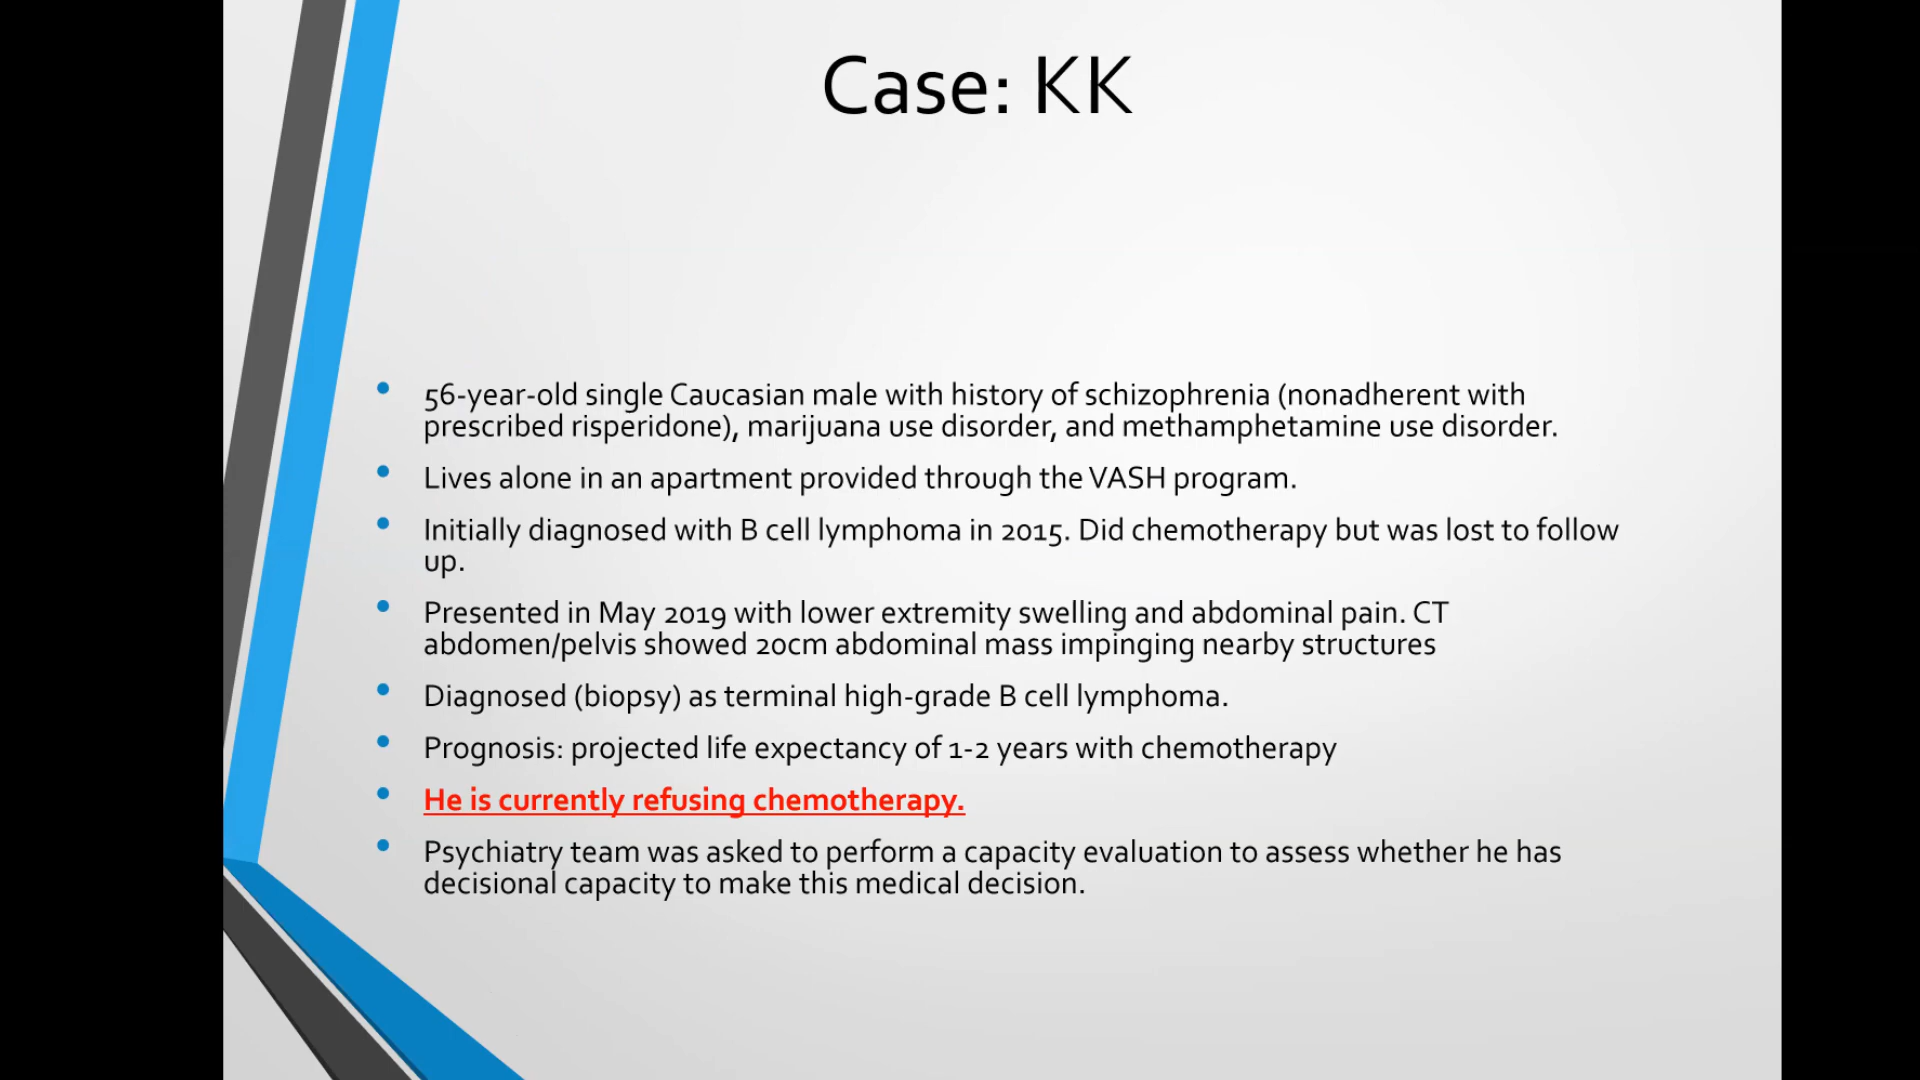 Case: KK
56-year-old single Caucasian male with history of schizophrenia (nonadherent with
prescribed risperidone), marijuana use disorder, and methamphetamine use disorder.
Lives alone in an apartment provided through the VASH program.
Initially diagnosed with B cell lymphoma in 2015. Did chemotherapy but was lost to follow
up.
Presented in May 2019 with lower extremity swelling and abdominal pain. CT
abdomen/pelvis showed 20cm abdominal mass impinging nearby structures
Diagnosed (biopsy) as terminal high-grade B cell lymphoma.
Prognosis: projected life expectancy of 1-2 years with chemotherapy
He is currently refusing chemotherapy.
Psychiatry team was asked to perform a capacity evaluation to assess whether he has
decisional capacity to make this medical decision.